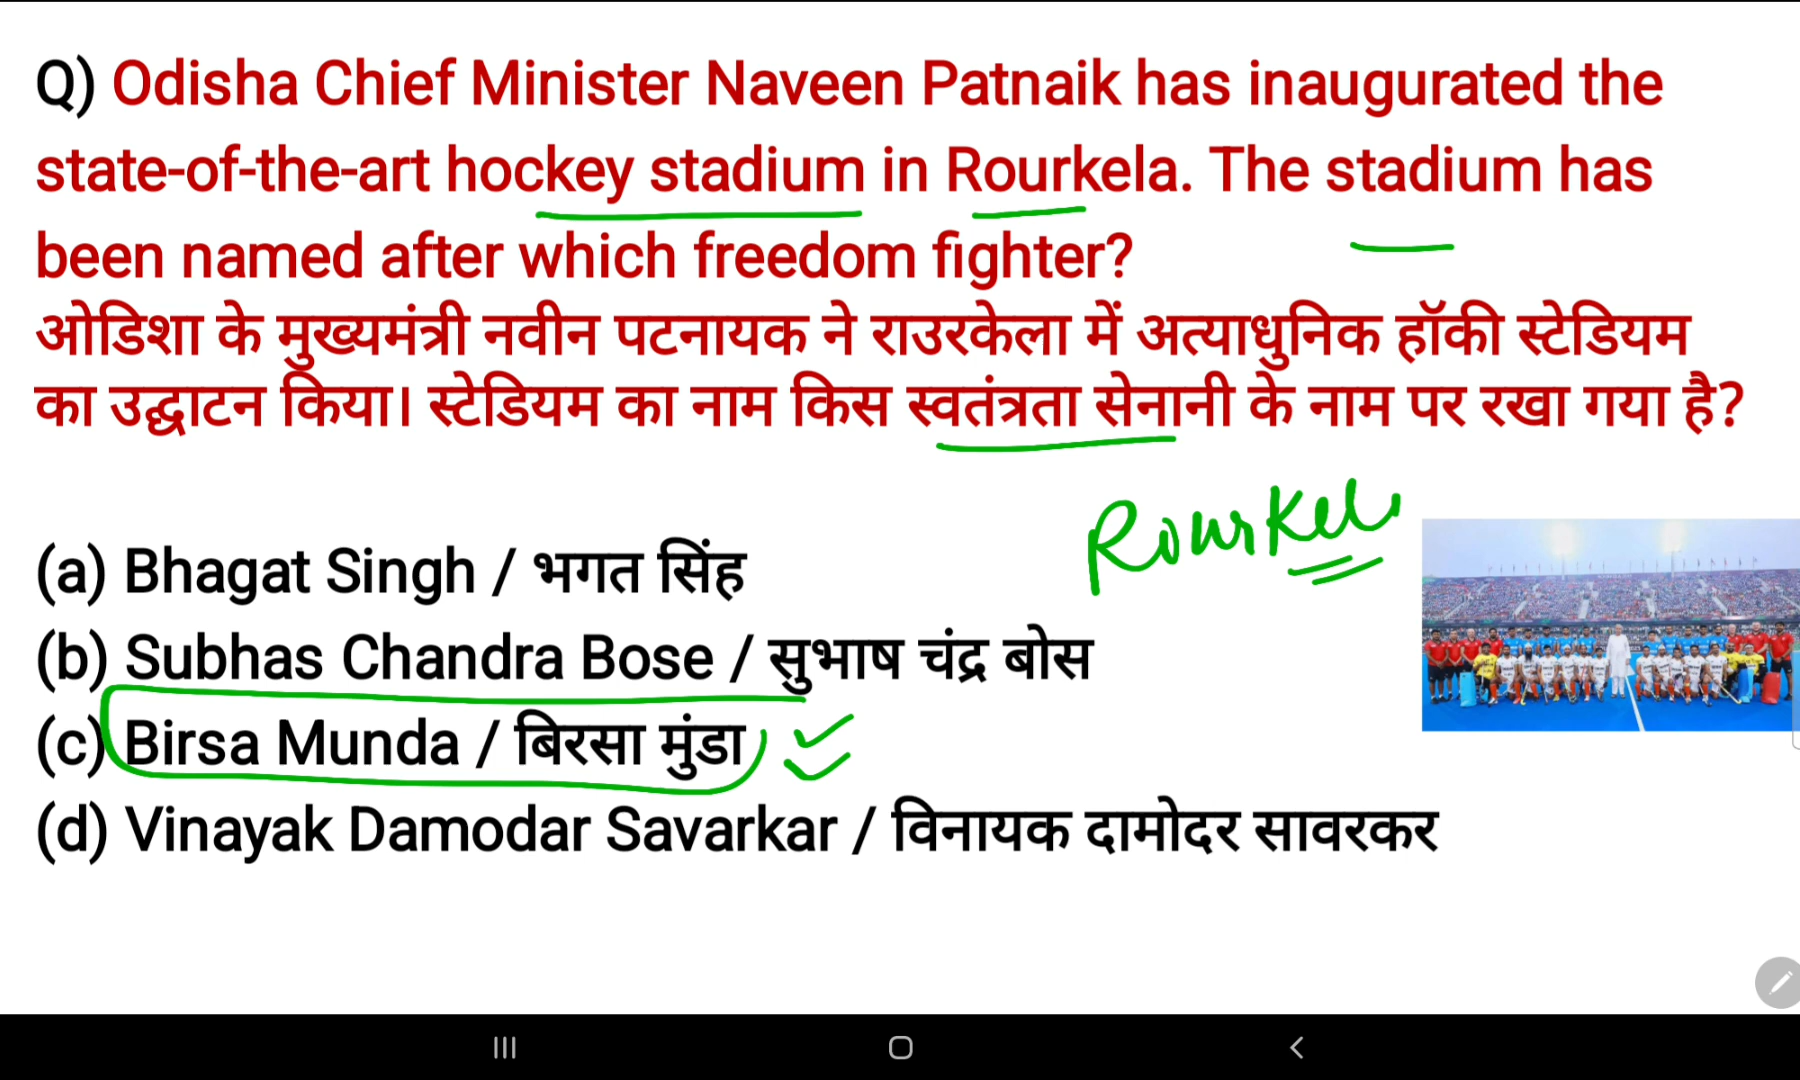 Q) Odisha Chief Minister Naveen Patnaik has inaugurated the
state-of-the-art hockey stadium in Rourkela. The stadium has
been named after which freedom fighter?
ओडिशा के मुख्यमंत्री नवीन पटनायक ने राउरकेला में अत्याधुनिक हॉकी स्टेडियम
का उद्घाटन किया। स्टेडियम का नाम किस स्वतंत्रता सेनानी के नाम पर रखा गया है?
Rourkel
(a) Bhagat Singh / भगत सिंह
(b) Subhas Chandra Bose / सुभाष चंद्र बोस
(c) Birsa Munda / बिरसा मुंडा
(d) Vinayak Damodar Savarkar / विनायक दामोदर सावरकर